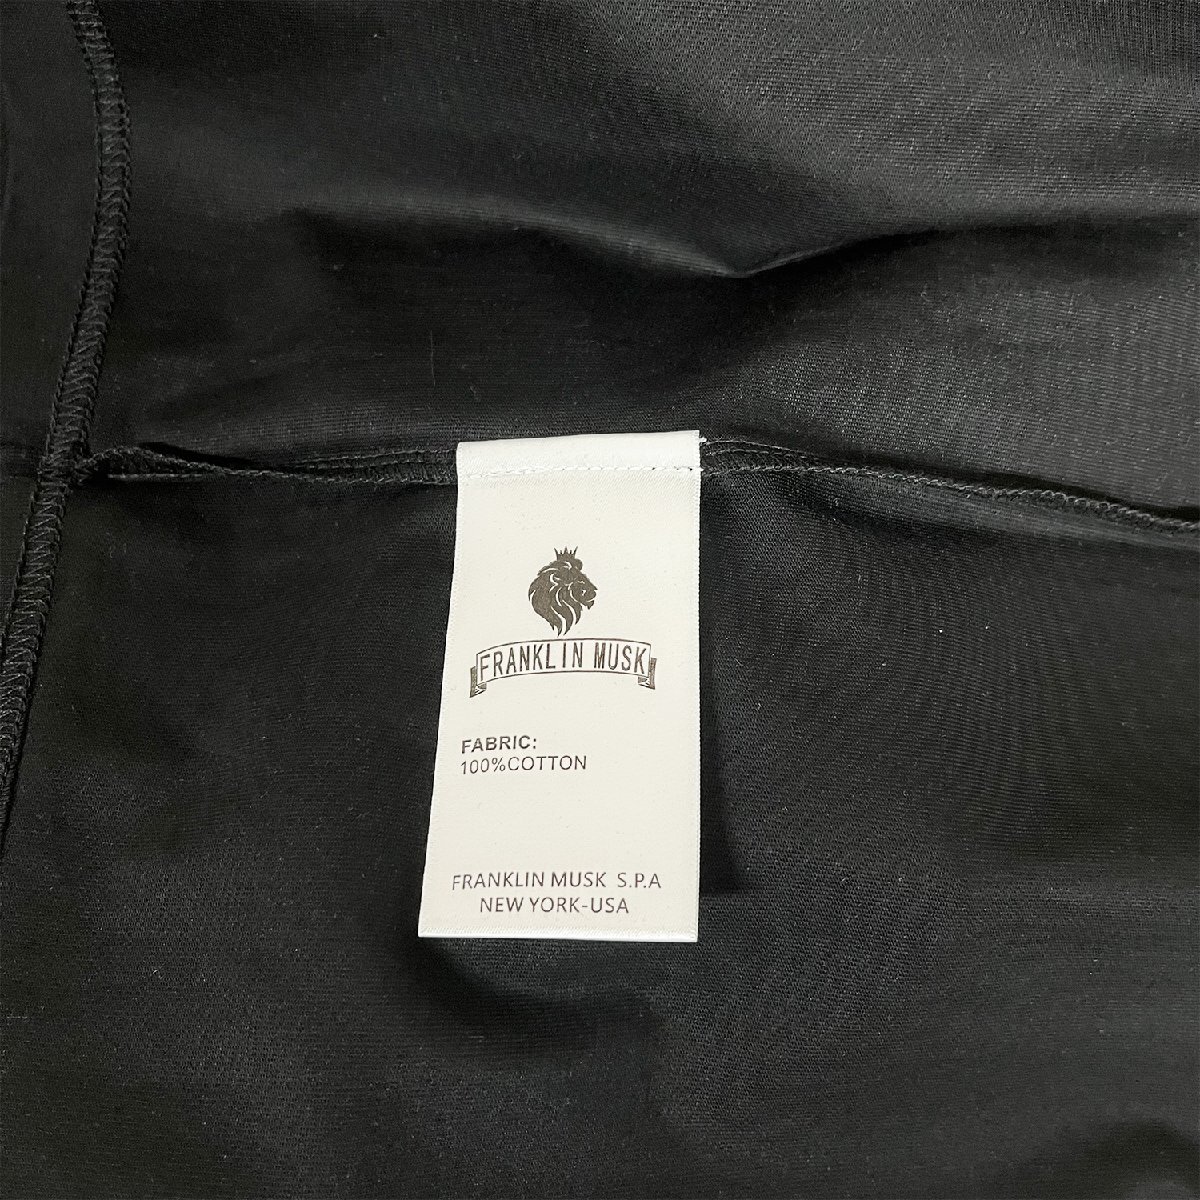 FRANKLIN MUSK
FABRIC:
100%COTTON
FRANKLIN MUSK S.P.A
NEW YORK-USA